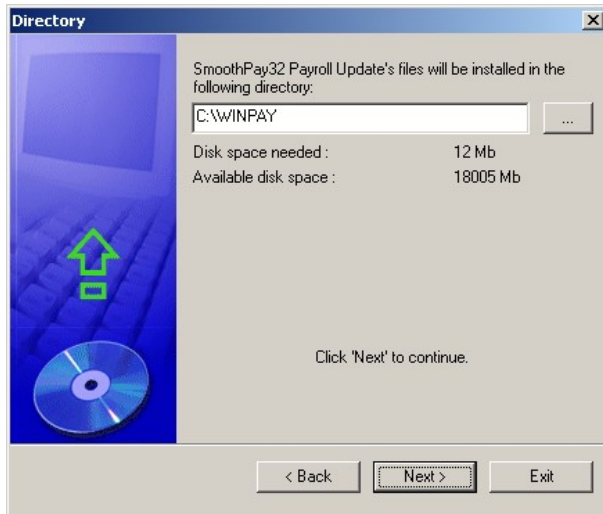 Directory
SmoothPay32 Payroll Update's files will be installed in the
following directory:
C:\WINPAY
...
Disk space needed : 12 Mb
Available disk space : 18005 Mb
Click 'Next' to continue.
< Back Next > Exit